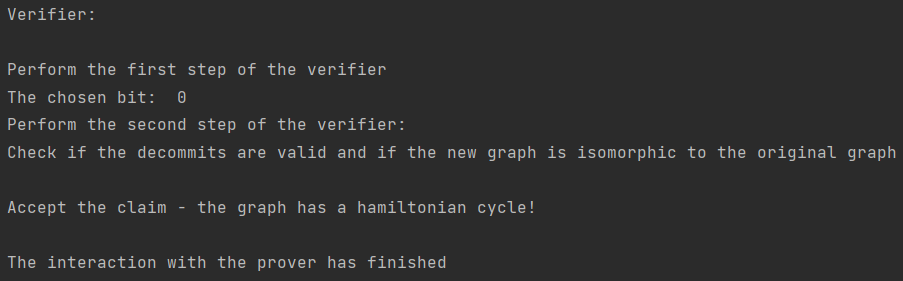 Verifier:
Perform the first step of the verifier
The chosen bit:  0
Perform the second step of the verifier:
Check if the decommits are valid and if the new graph is isomorphic to the original graph
Accept the claim - the graph has a hamiltonian cycle!
The interaction with the prover has finished